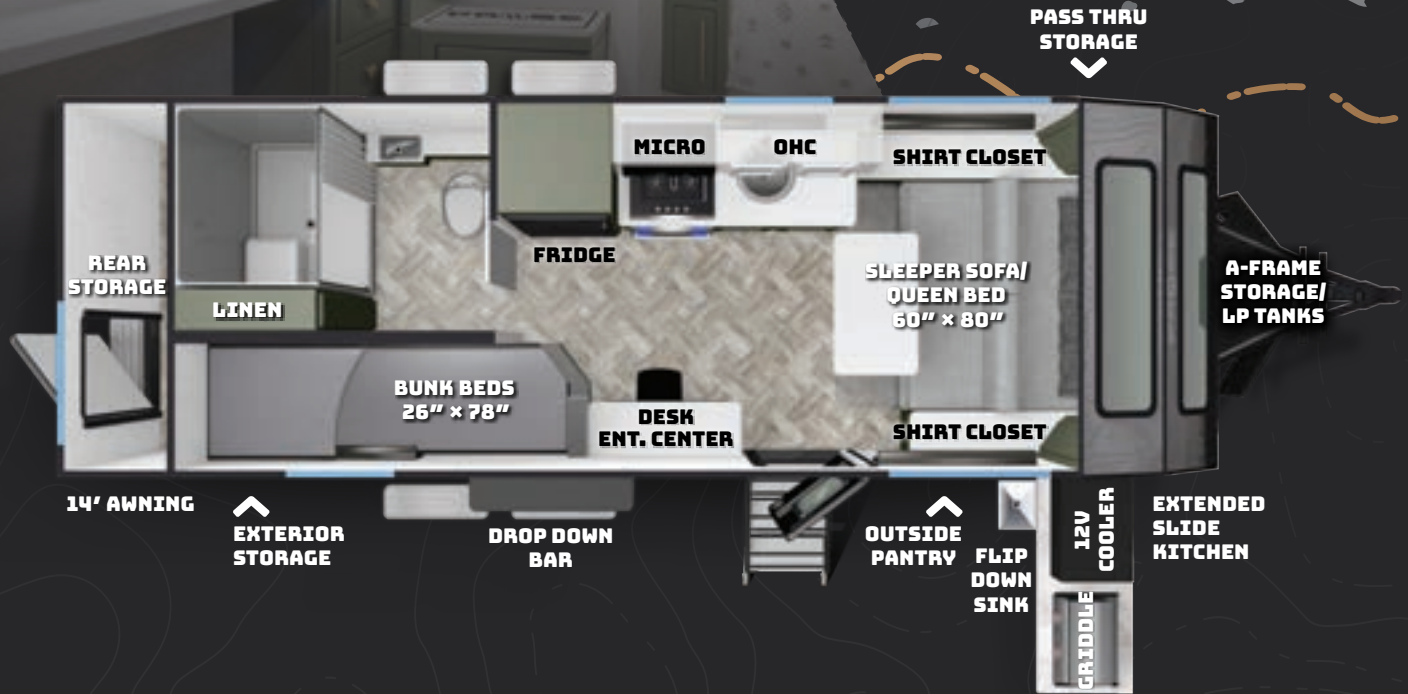 PASS THRU
STORAGE
MICRO
OHC
SHIRT CLOSET
FRIDGE
REAR
STORAGE
LINEN
SLEEPER SOFA/
QUEEN BED
60" × 80"
A-FRAME
STORAGE/
LP TANKS
BUNK BEDS
26" × 78"
DESK
ENT. CENTER
SHIRT CLOSET
14' AWNING
EXTERIOR
STORAGE
DROP DOWN
BAR
OUTSIDE
PANTRY
FLIP
DOWN
SINK
12V
COOLER
EXTENDED
SLIDE
KITCHEN
GRIDDLE